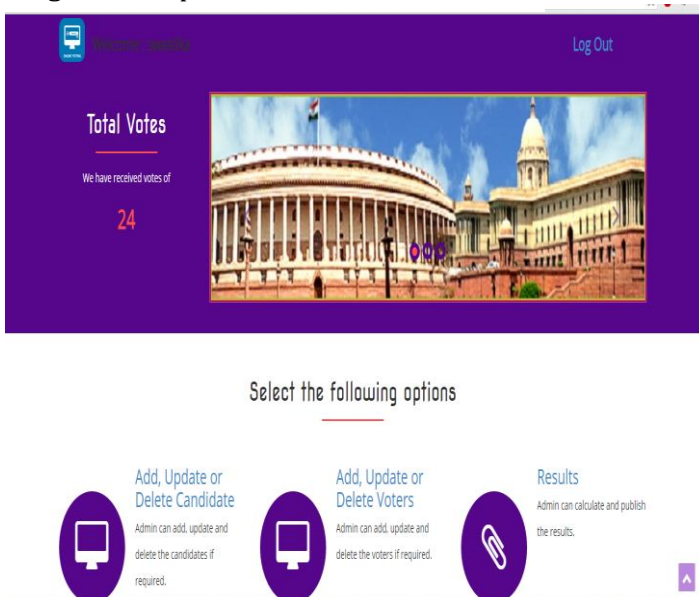 Log Out
Total Votes
We have received votes of
24
Select the following options
Add, Update or
Delete Candidate
Admin can add, update and
delete the candidates if
required.
Add, Update or
Delete Voters
Admin can add, update and
delete the voters if required.
Results
Admin can calculate and publish
the results.